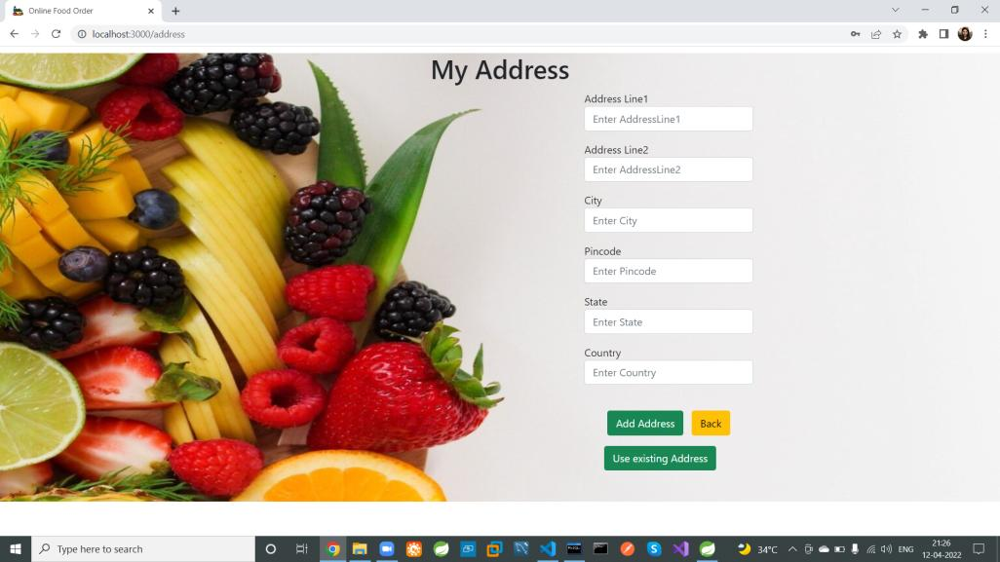 Online Food Order
localhost:3000/address
My Address
Address Line1
Enter AddressLine1
Address Line2
Enter AddressLine2
City
Enter City
Pincode
Enter Pincode
State
Enter State
Country
Enter Country
Add Address Back
Use existing Address
Type here to search
34°C
ENG
21:26
12-04-2022